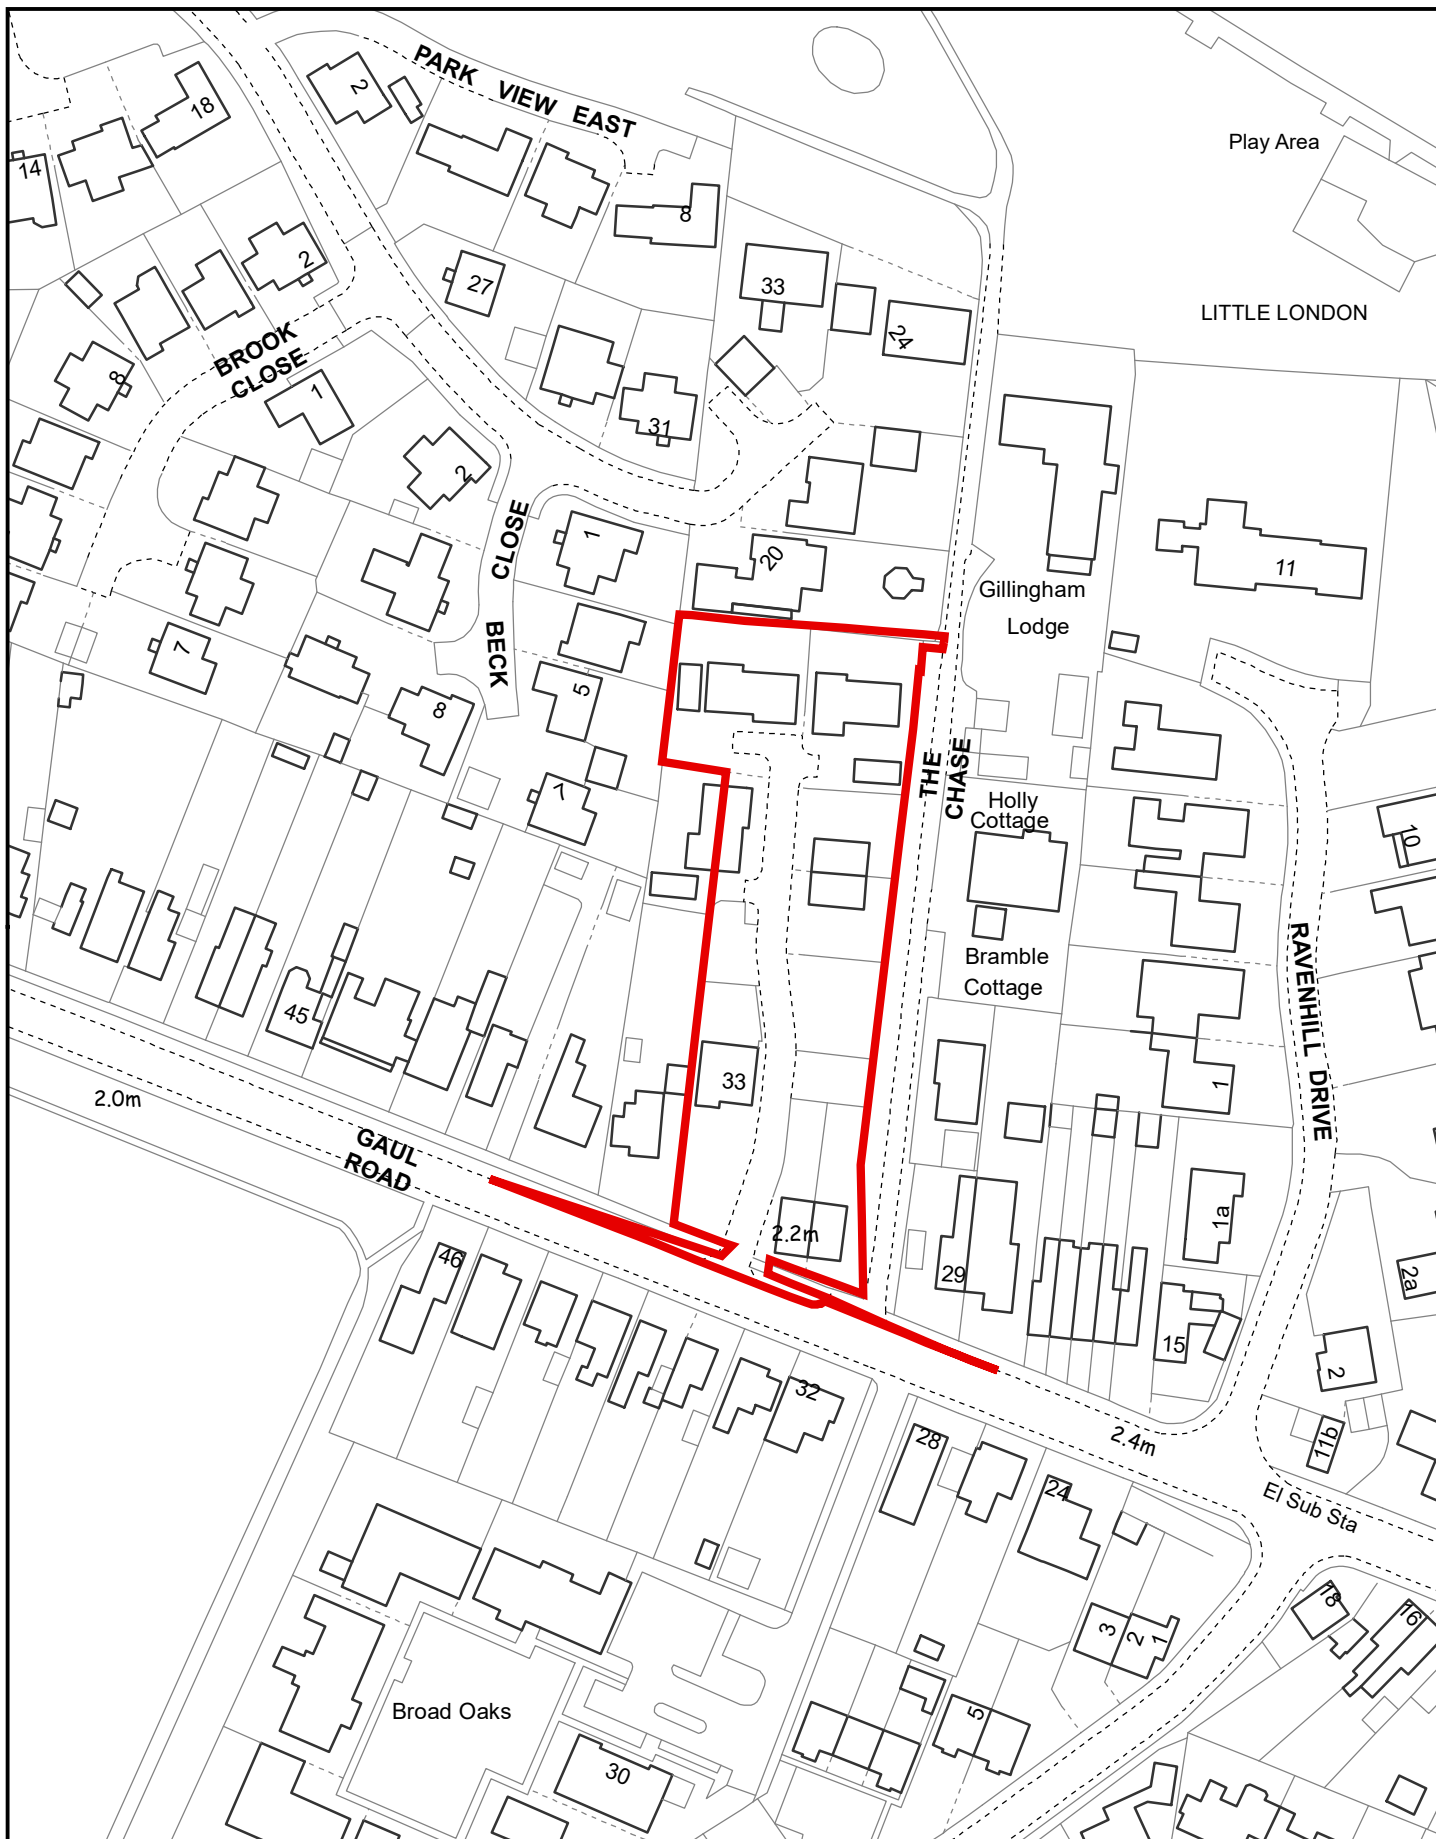 PARK VIEW EAST
2
18
14
Play Area
8
2
27
33
LITTLE LONDON
24
BROOK
CLOSE
8
1
31
2
CLOSE
1
20
11
Gillingham
Lodge
BECK
7
5
8
THE
CHASE
7
Holly
Cottage
10
RAVENHILL DRIVE
Bramble
Cottage
45
33
1
2.0m
GAUL
ROAD
1a
2.2m
46
29
2a
15
2
32
28
2.4m
11b
24
El Sub Sta
18
16
3
2
1
Broad Oaks
5
30